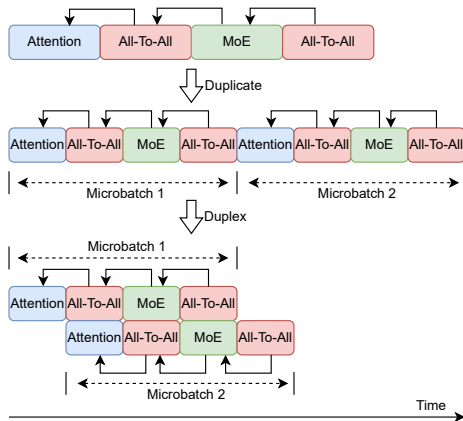 Attention All-To-All MoE All-To-All
Duplicate
Attention All-To-All MoE All-To-All Attention All-To-All MoE All-To-All
Microbatch 1 Microbatch 2
Duplex
Microbatch 1
Attention All-To-All MoE All-To-All
Attention All-To-All MoE All-To-All
Microbatch 2
Time